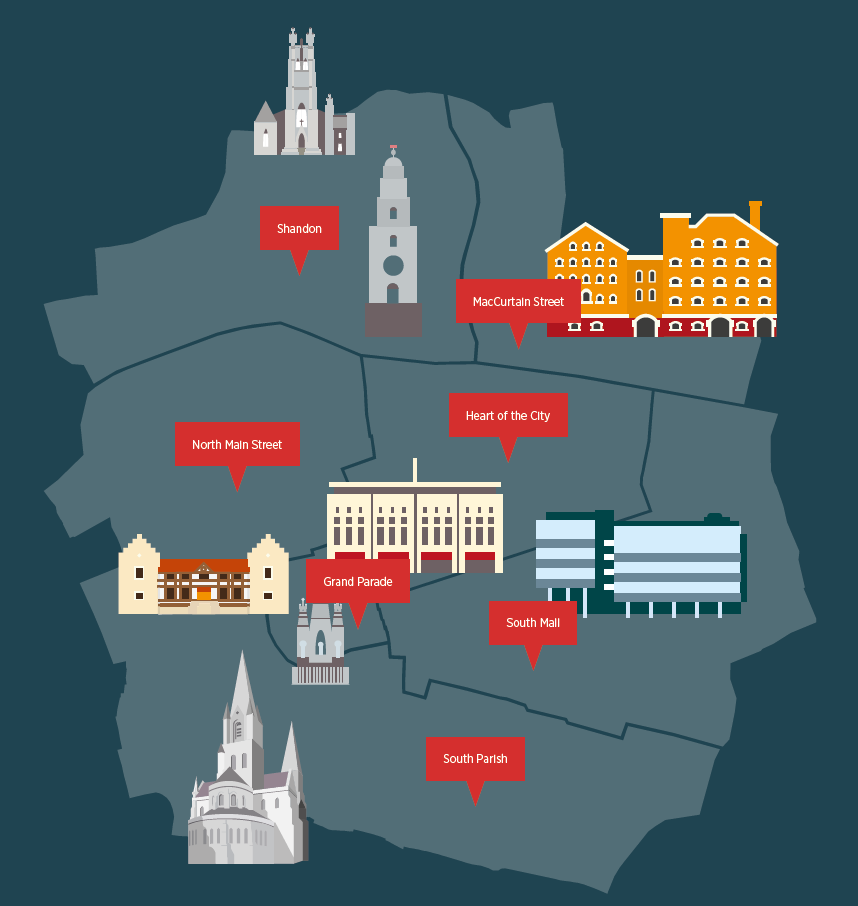 Shandon
MacCurtain Street
Heart of the City
North Main Street
Grand Parade
South Mall
South Parish